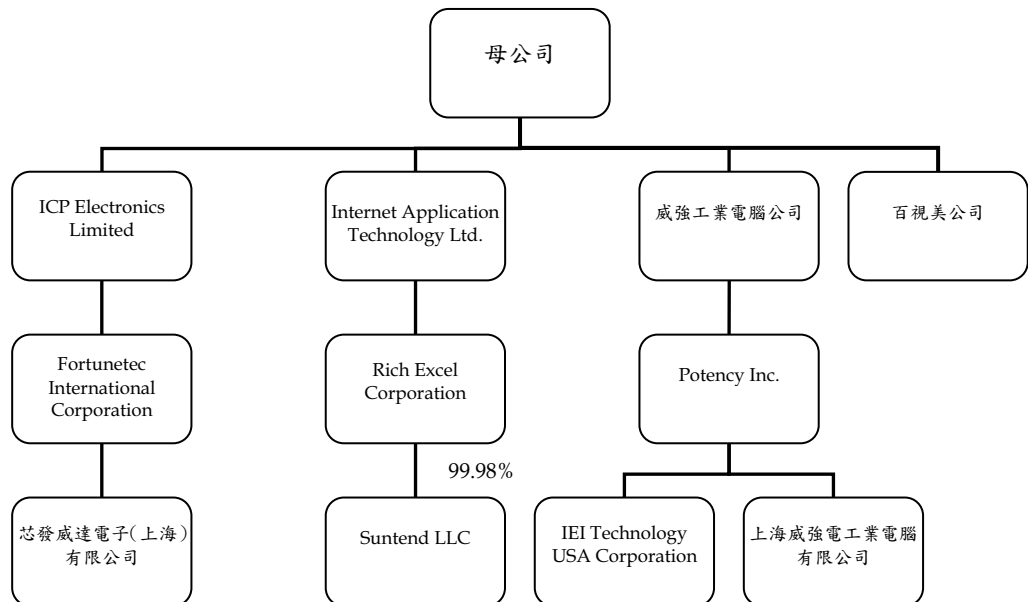 母公司
ICP Electronics
Limited
Internet Application
Technology Ltd.
威強工業電腦公司
百視美公司
Fortunetec
International
Corporation
Rich Excel
Corporation
Potency Inc.
99.98%
芯發威達電子(上海)
有限公司
Suntend LLC
IEI Technology
USA Corporation
上海威強電工業電腦
有限公司